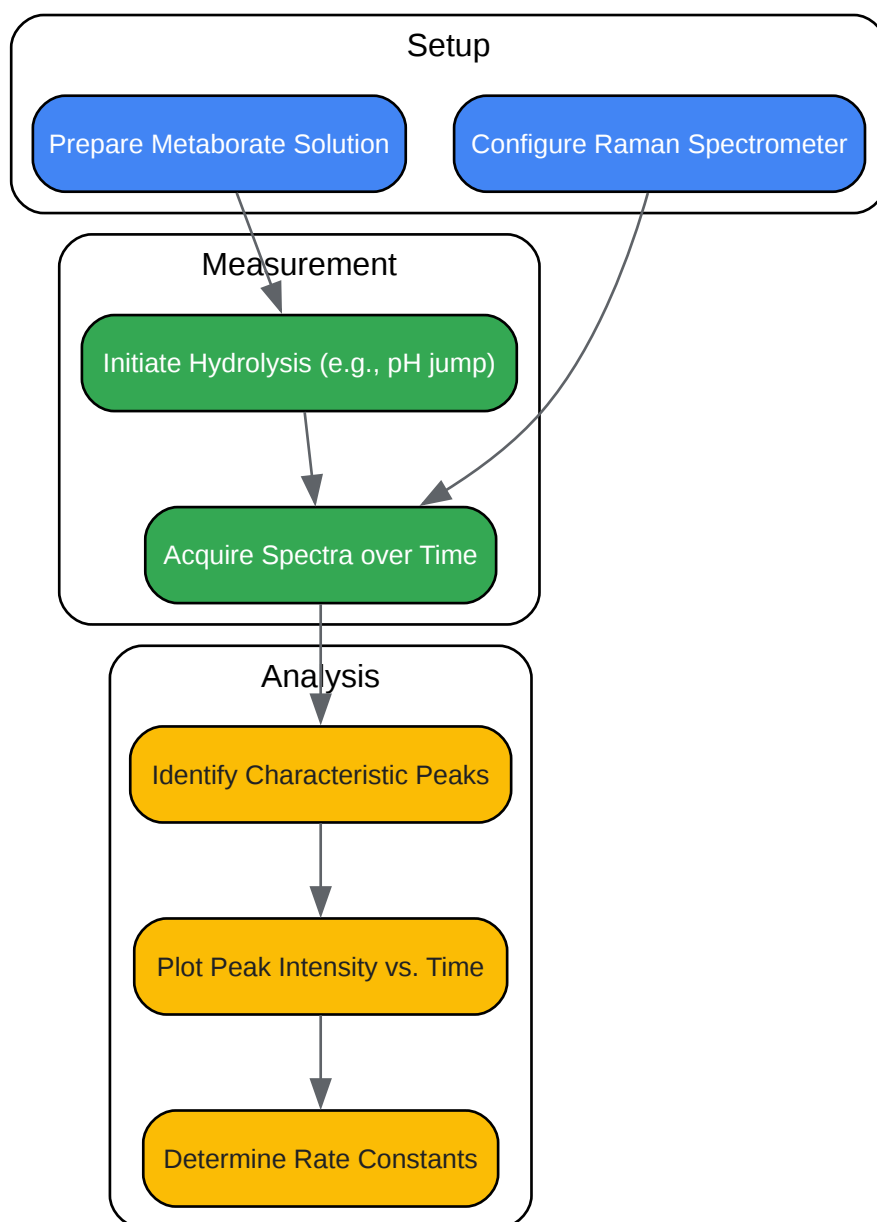 Setup
Prepare Metaborate Solution
Configure Raman Spectrometer
Measurement
Initiate Hydrolysis (e.g., pH jump)
Acquire Spectra over Time
Analysis
Identify Characteristic Peaks
Plot Peak Intensity vs. Time
Determine Rate Constants